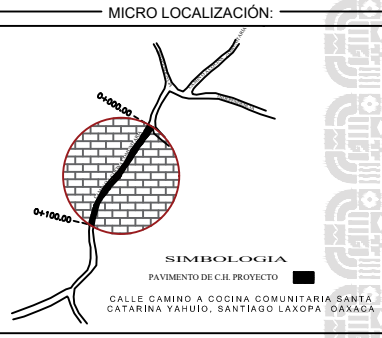 MICRO LOCALIZACIÓN:
0+000.00
0+100.00
SIMBOLOGIA
PAVIMENTO DE C.H. PROYECTO
CALLE CAMINO A COCINA COMUNITARIA SANTA
CATARINA YAHUIO, SANTIAGO LAXOPA OAXACA